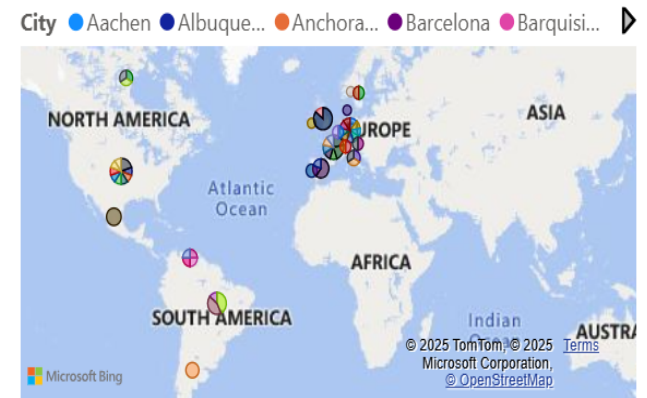 City Aachen Albuque... Anchora... Barcelona Barquisi...
NORTH AMERICA
ASIA
UROPE
Atlantic
Ocean
AFRICA
SOUTH AMERICA
Indian
AUSTRA
© 2025 TomTom, © 2025 Terms
Microsoft Corporation,
© OpenStreetMap
Microsoft Bing